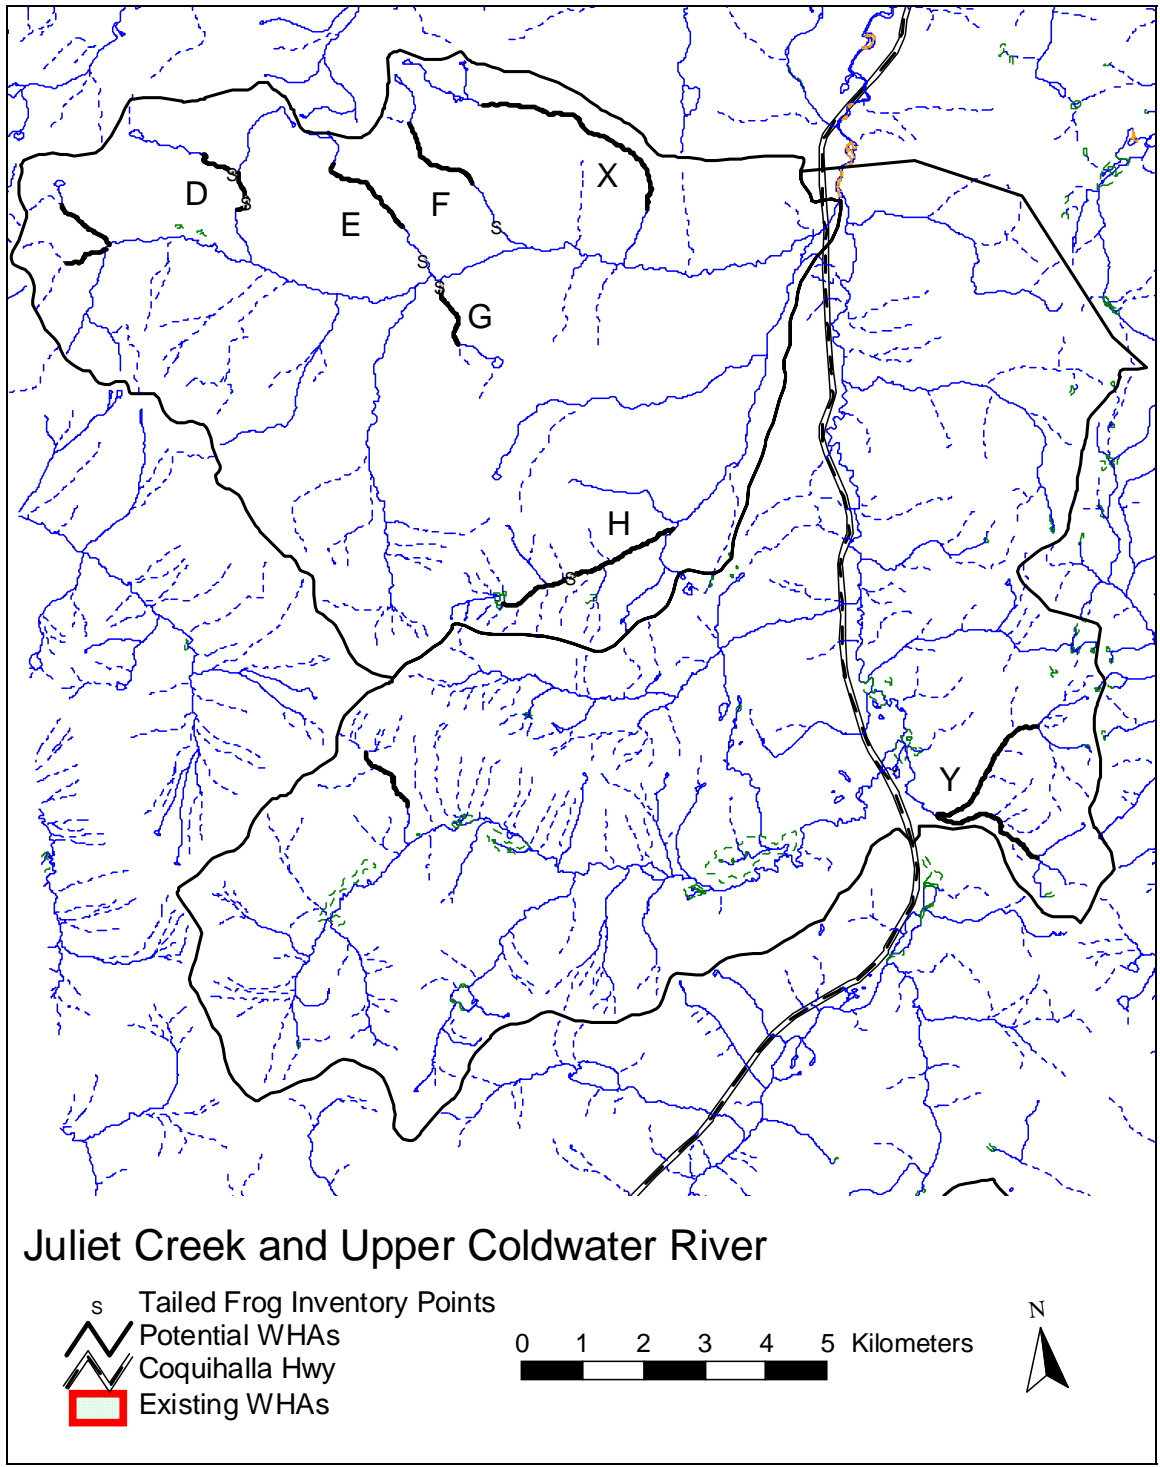 X
D
F
E
G
H
Y
S
S
S
S
S
S
Juliet Creek and Upper Coldwater River
S Tailed Frog Inventory Points
Potential WHAs
Coquihalla Hwy
Existing WHAs
0 1 2 3 4 5 Kilometers
N